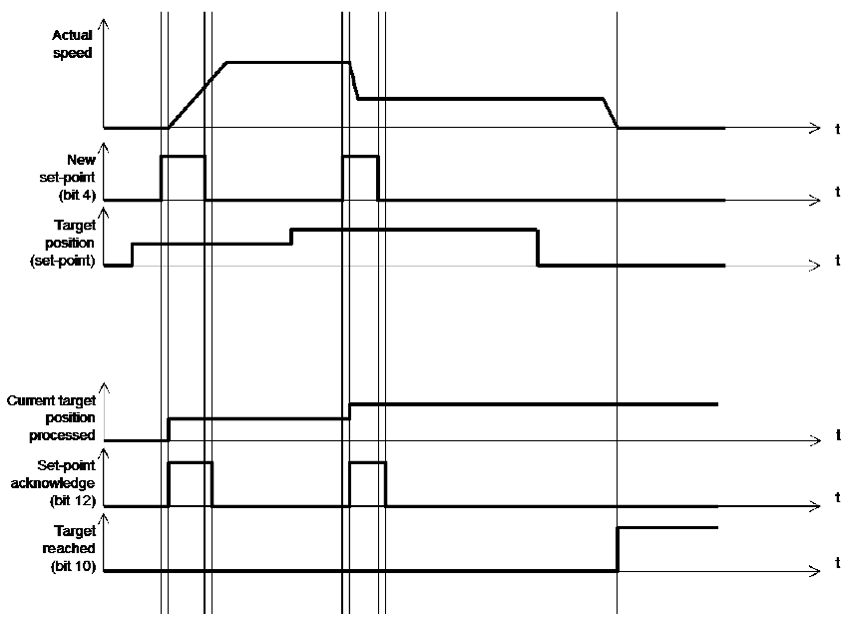 Actual
speed
t
New
set-point
(bit 4)
t
Target
position
(set-point)
t
Current target
position
processed
t
Set-point
acknowledge
(bit 12)
t
Target
reached
(bit 10)
t